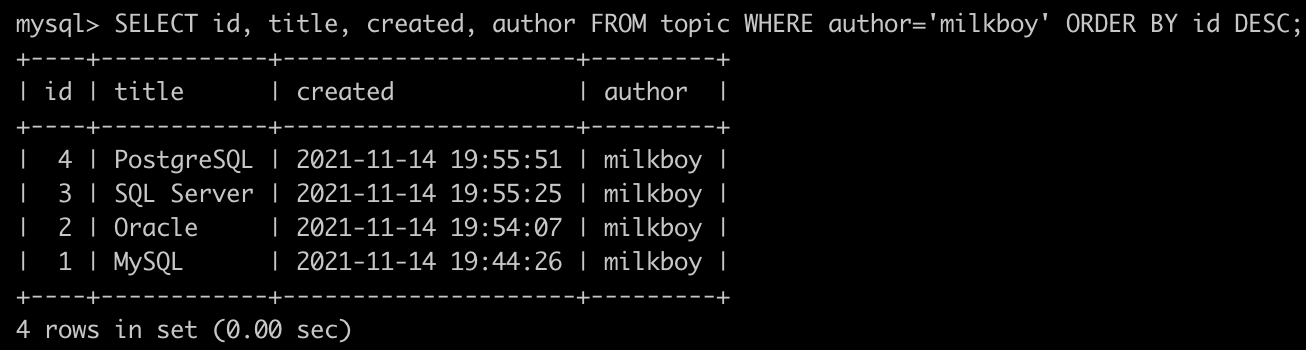 mysql> SELECT id, title, created, author FROM topic WHERE author='milkboy' ORDER BY id DESC;
+----+------------+---------------------+---------+
| id | title      | created             | author  |
+----+------------+---------------------+---------+
|  4 | PostgreSQL | 2021-11-14 19:55:51 | milkboy |
|  3 | SQL Server | 2021-11-14 19:55:25 | milkboy |
|  2 | Oracle     | 2021-11-14 19:54:07 | milkboy |
|  1 | MySQL      | 2021-11-14 19:44:26 | milkboy |
+----+------------+---------------------+---------+
4 rows in set (0.00 sec)